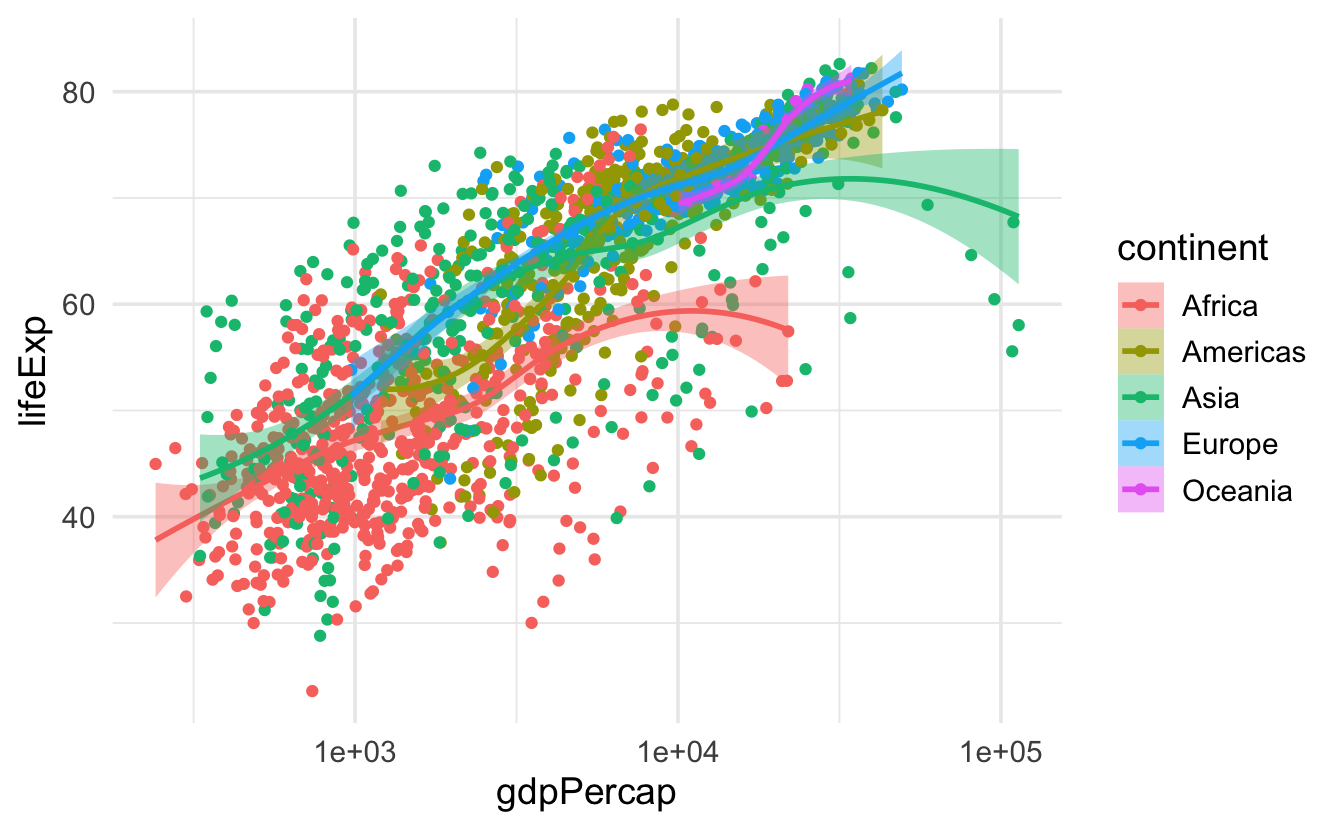 80
60
40
lifeExp
1e+03
1e+04
1e+05
gdpPercap
continent
Africa
Americas
Asia
Europe
Oceania